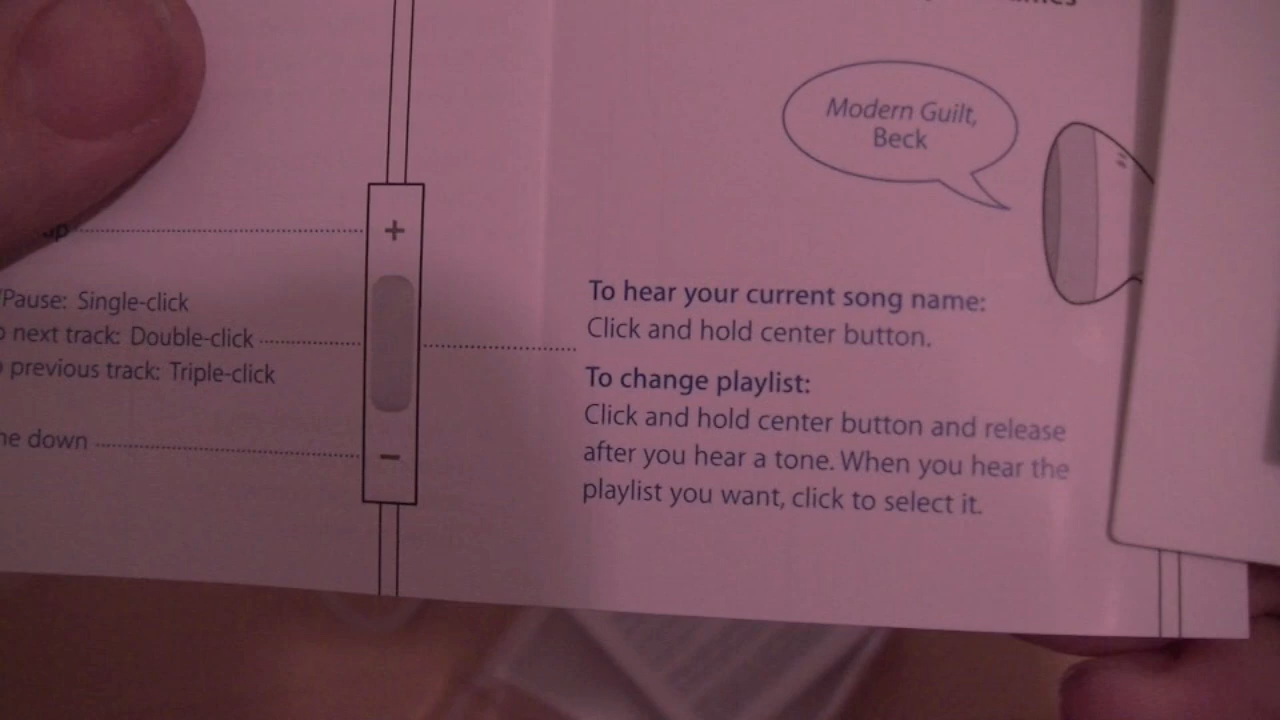 Modern Guilt,
Beck
+
up
/Pause: Single-click
next track: Double-click
previous track: Triple-click
down
−
To hear your current song name:
Click and hold center button.
To change playlist:
Click and hold center button and release
after you hear a tone. When you hear the
playlist you want, click to select it.